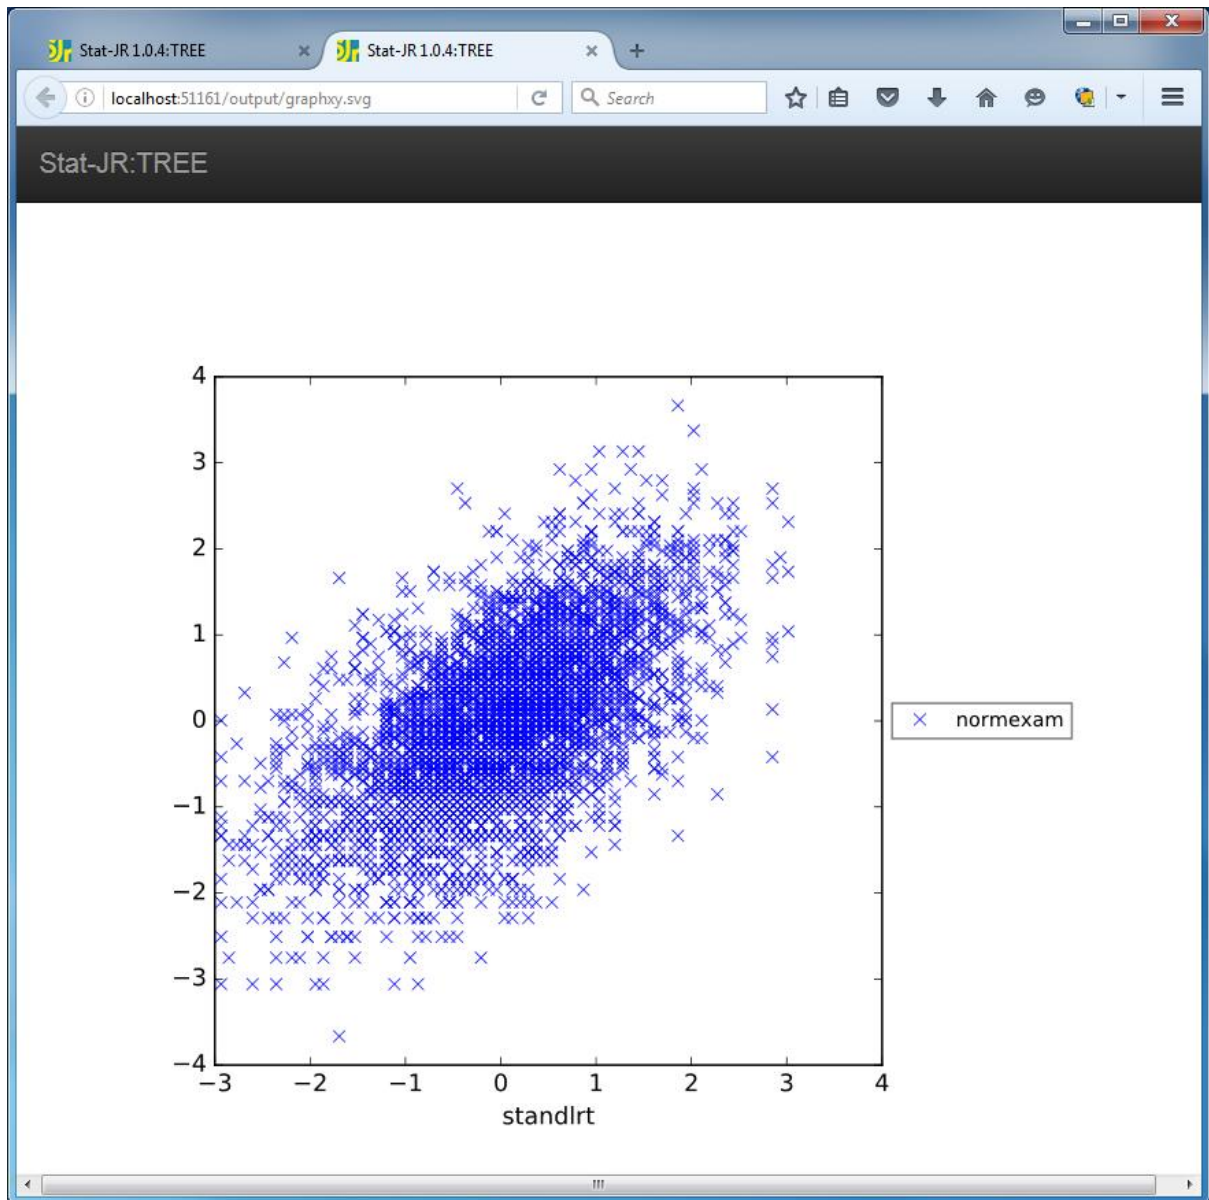 Stat-JR 1.0.4:TREE
Stat-JR 1.0.4:TREE
localhost:51161/output/graphxy.svg
Search
Stat-JR:TREE
4
3
2
1
0
−1
−2
−3
−4
normexam
−3 −2 −1 0 1 2 3 4
standlrt